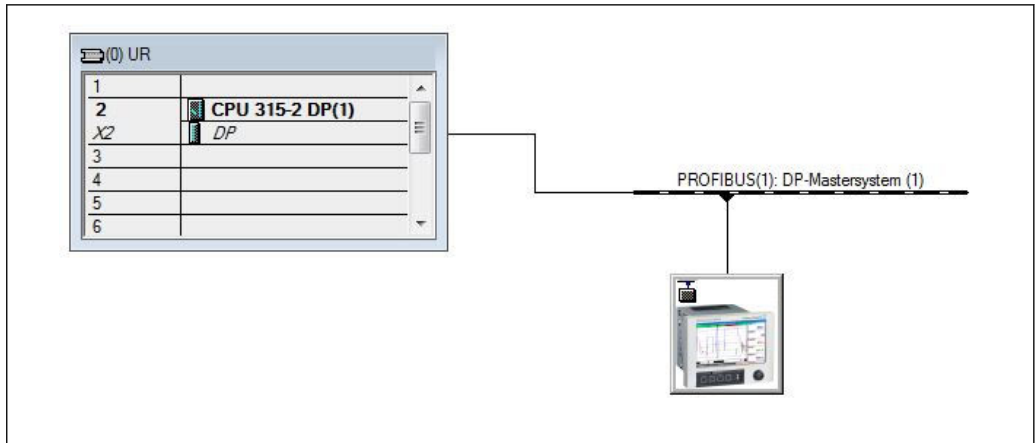 (0) UR
1
2 CPU 315-2 DP(1)
X2 DP
3
4
5
6
PROFIBUS(1): DP-Mastersystem (1)